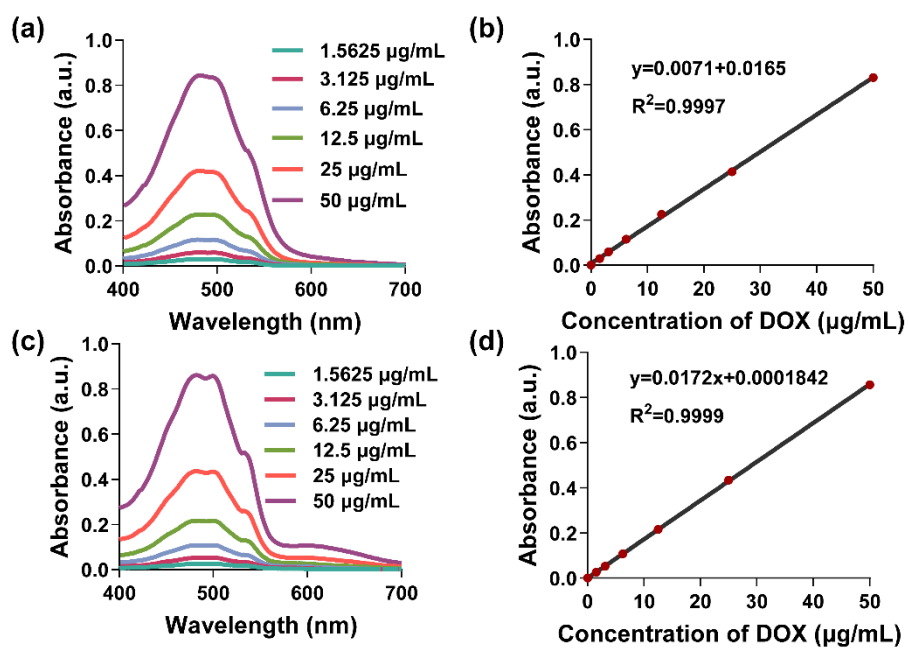 (a)
Absorbance (a.u.)
1.0
0.8
0.6
0.4
0.2
0.0
400
500
600
700
Wavelength (nm)
1.5625 µg/mL
3.125 µg/mL
6.25 µg/mL
12.5 µg/mL
25 µg/mL
50 µg/mL
(b)
Absorbance (a.u.)
1.0
0.8
0.6
0.4
0.2
0.0
0
10
20
30
40
50
Concentration of DOX (µg/mL)
y=0.0071+0.0165
R²=0.9997
(c)
Absorbance (a.u.)
1.0
0.8
0.6
0.4
0.2
0.0
400
500
600
700
Wavelength (nm)
1.5625 µg/mL
3.125 µg/mL
6.25 µg/mL
12.5 µg/mL
25 µg/mL
50 µg/mL
(d)
Absorbance (a.u.)
1.0
0.8
0.6
0.4
0.2
0.0
0
10
20
30
40
50
Concentration of DOX (µg/mL)
y=0.0172x+0.0001842
R²=0.9999